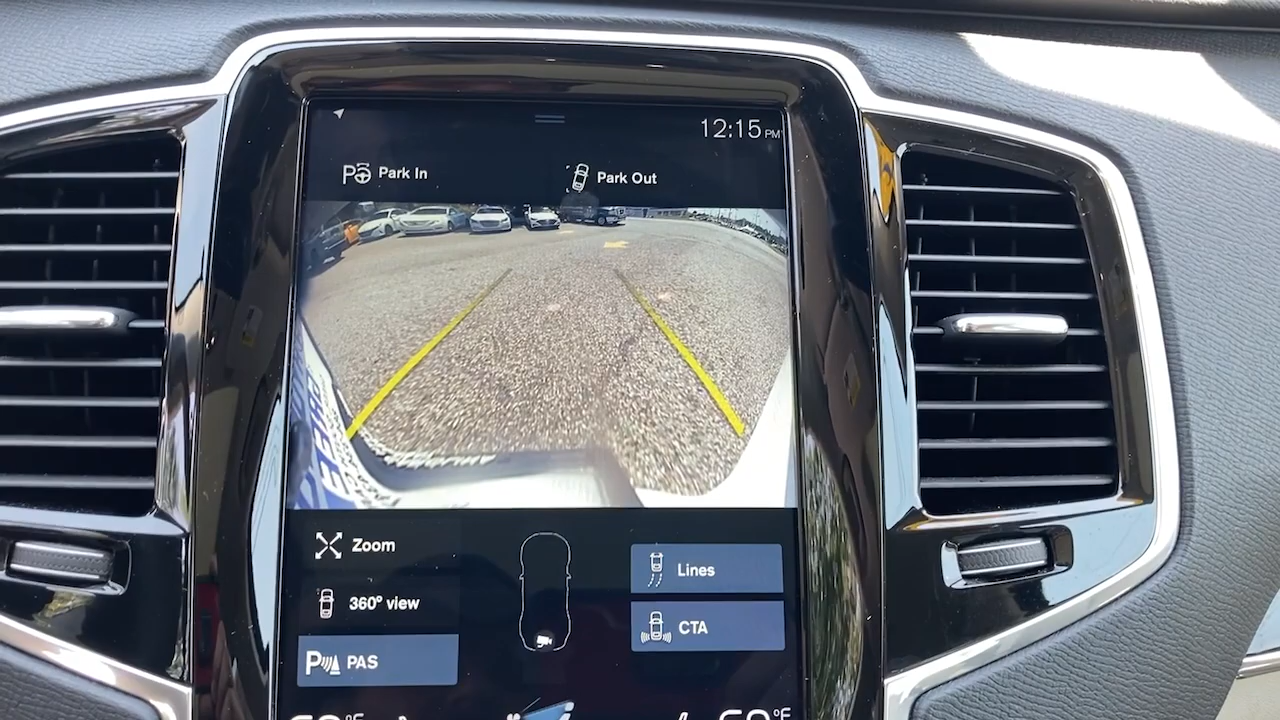 12:15 PM
Park In
Park Out
Zoom
Lines
360° view
CTA
PAS
°F
°F